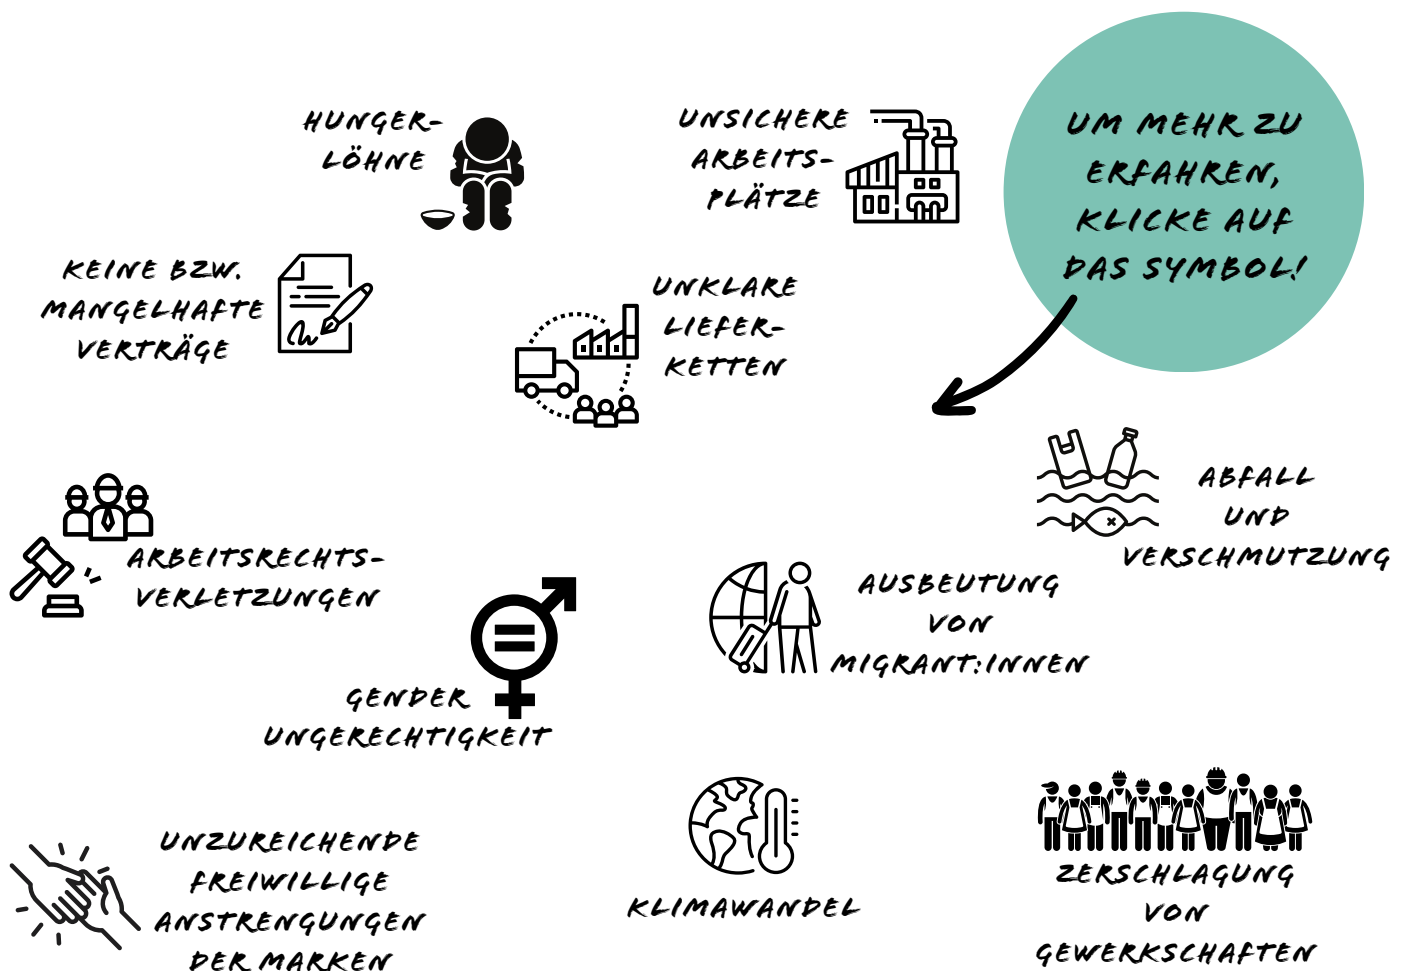 HUNGER-
LÖHNE
UNSICHERE
ARBEITS-
PLÄTZE
UM MEHR ZU
ERFAHREN,
KLICKE AUF
DAS SYMBOL!
KEINE BZW.
MANGELHAFTE
VERTRÄGE
UNKLARE
LIEFER-
KETTEN
ABFALL
UND
VERSCHMUTZUNG
ARBEITSRECHTS-
VERLETZUNGEN
AUSBEUTUNG
VON
MIGRANT:INNEN
GENDER
UNGERECHTIGKEIT
UNZUREICHENDE
FREIWILLIGE
ANSTRENGUNGEN
DER MARKEN
KLIMAWANDEL
ZERSCHLAGUNG
VON
GEWERKSCHAFTEN